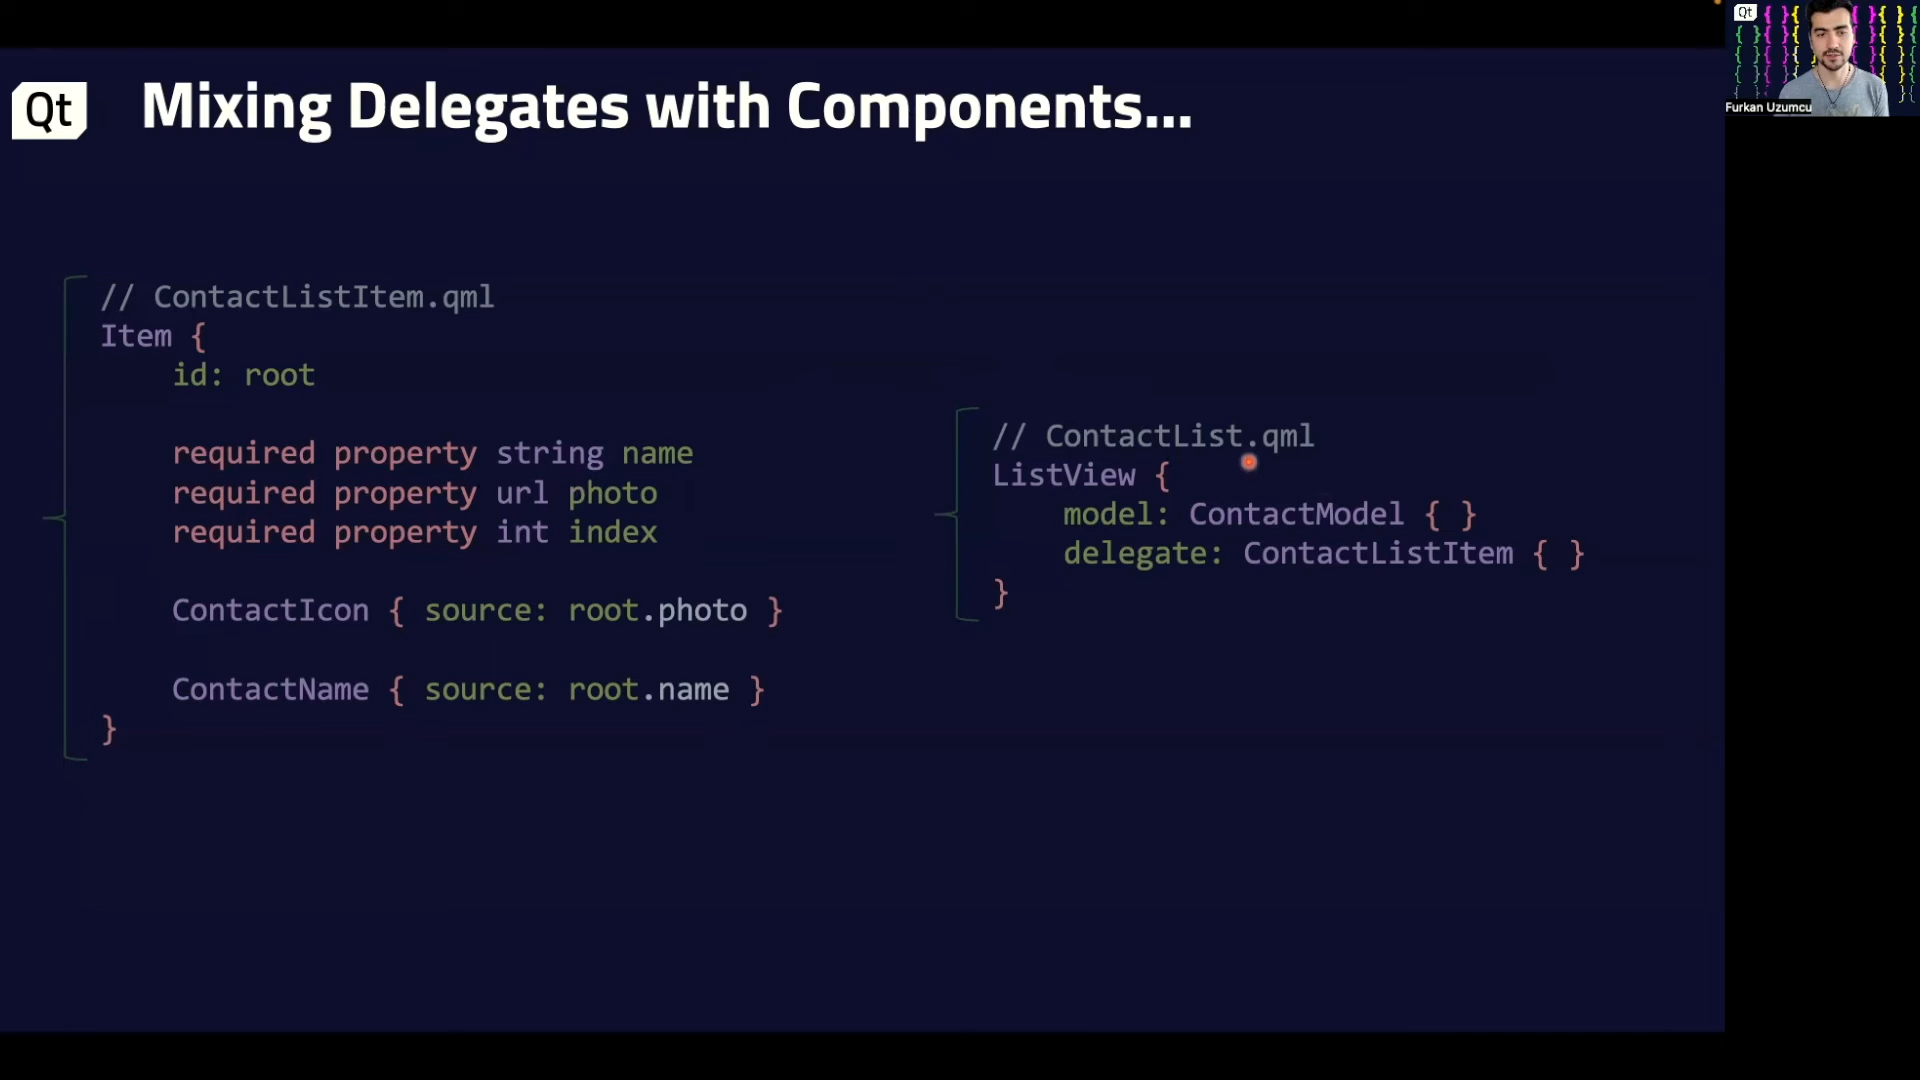 Qt
Mixing Delegates with Components...
// ContactListItem.qml
Item {
id: root
required property string name
required property url photo
required property int index
ContactIcon { source: root.photo }
ContactName { source: root.name }
}
// ContactList.qml
ListView {
model: ContactModel { }
delegate: ContactListItem { }
}
Qt
Furkan Uzumcu